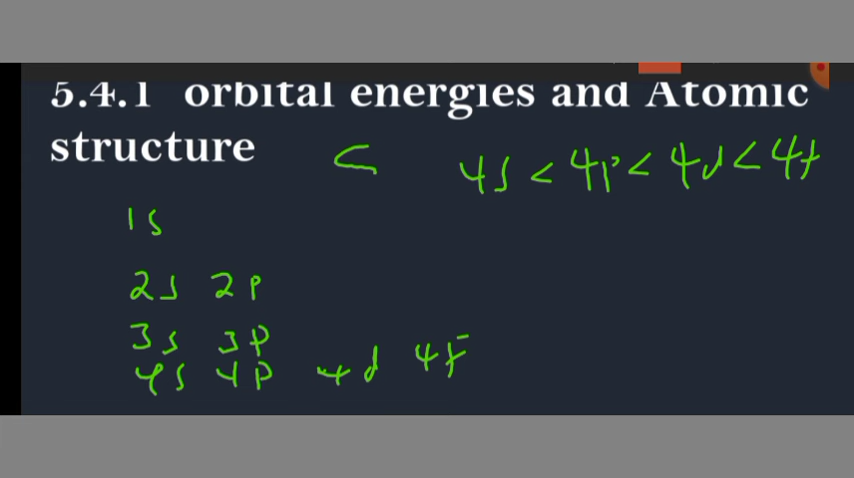 5.4.1 orbital energies and Atomic
structure
< 4s < 4p < 4d < 4f
1s
2s 2p
3s 3p
4s 4p 4d 4f